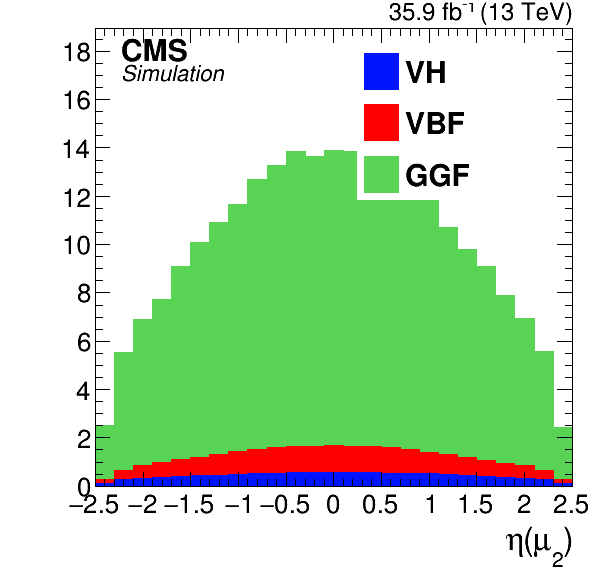 35.9 fb⁻¹ (13 TeV)
CMS
Simulation
VH
VBF
GGF
18
16
14
12
10
8
6
4
2
0
−2.5 −2 −1.5 −1 −0.5 0 0.5 1 1.5 2 2.5
η(μ₂)